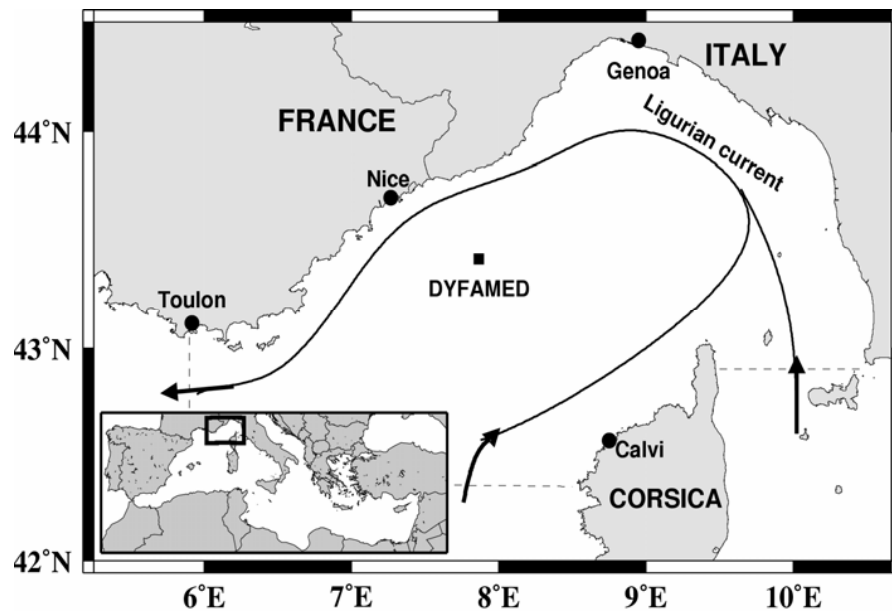 ITALY
Genoa
Ligurian current
FRANCE
44°N
Nice
DYFAMED
Toulon
43°N
Calvi
CORSICA
42°N
6°E
7°E
8°E
9°E
10°E